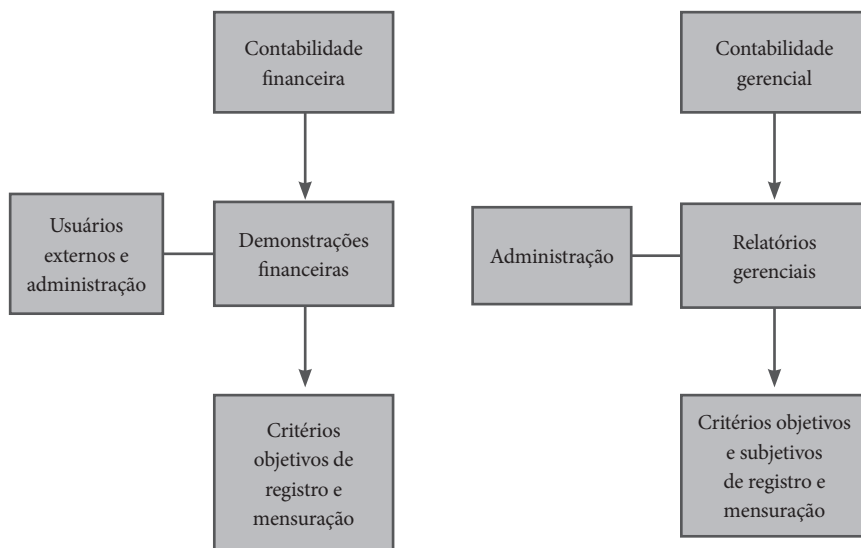 Contabilidade
financeira
Usuários
externos e
administração
Demonstrações
financeiras
Critérios
objetivos de
registro e
mensuração
Contabilidade
gerencial
Administração
Relatórios
gerenciais
Critérios objetivos
e subjetivos
de registro e
mensuração